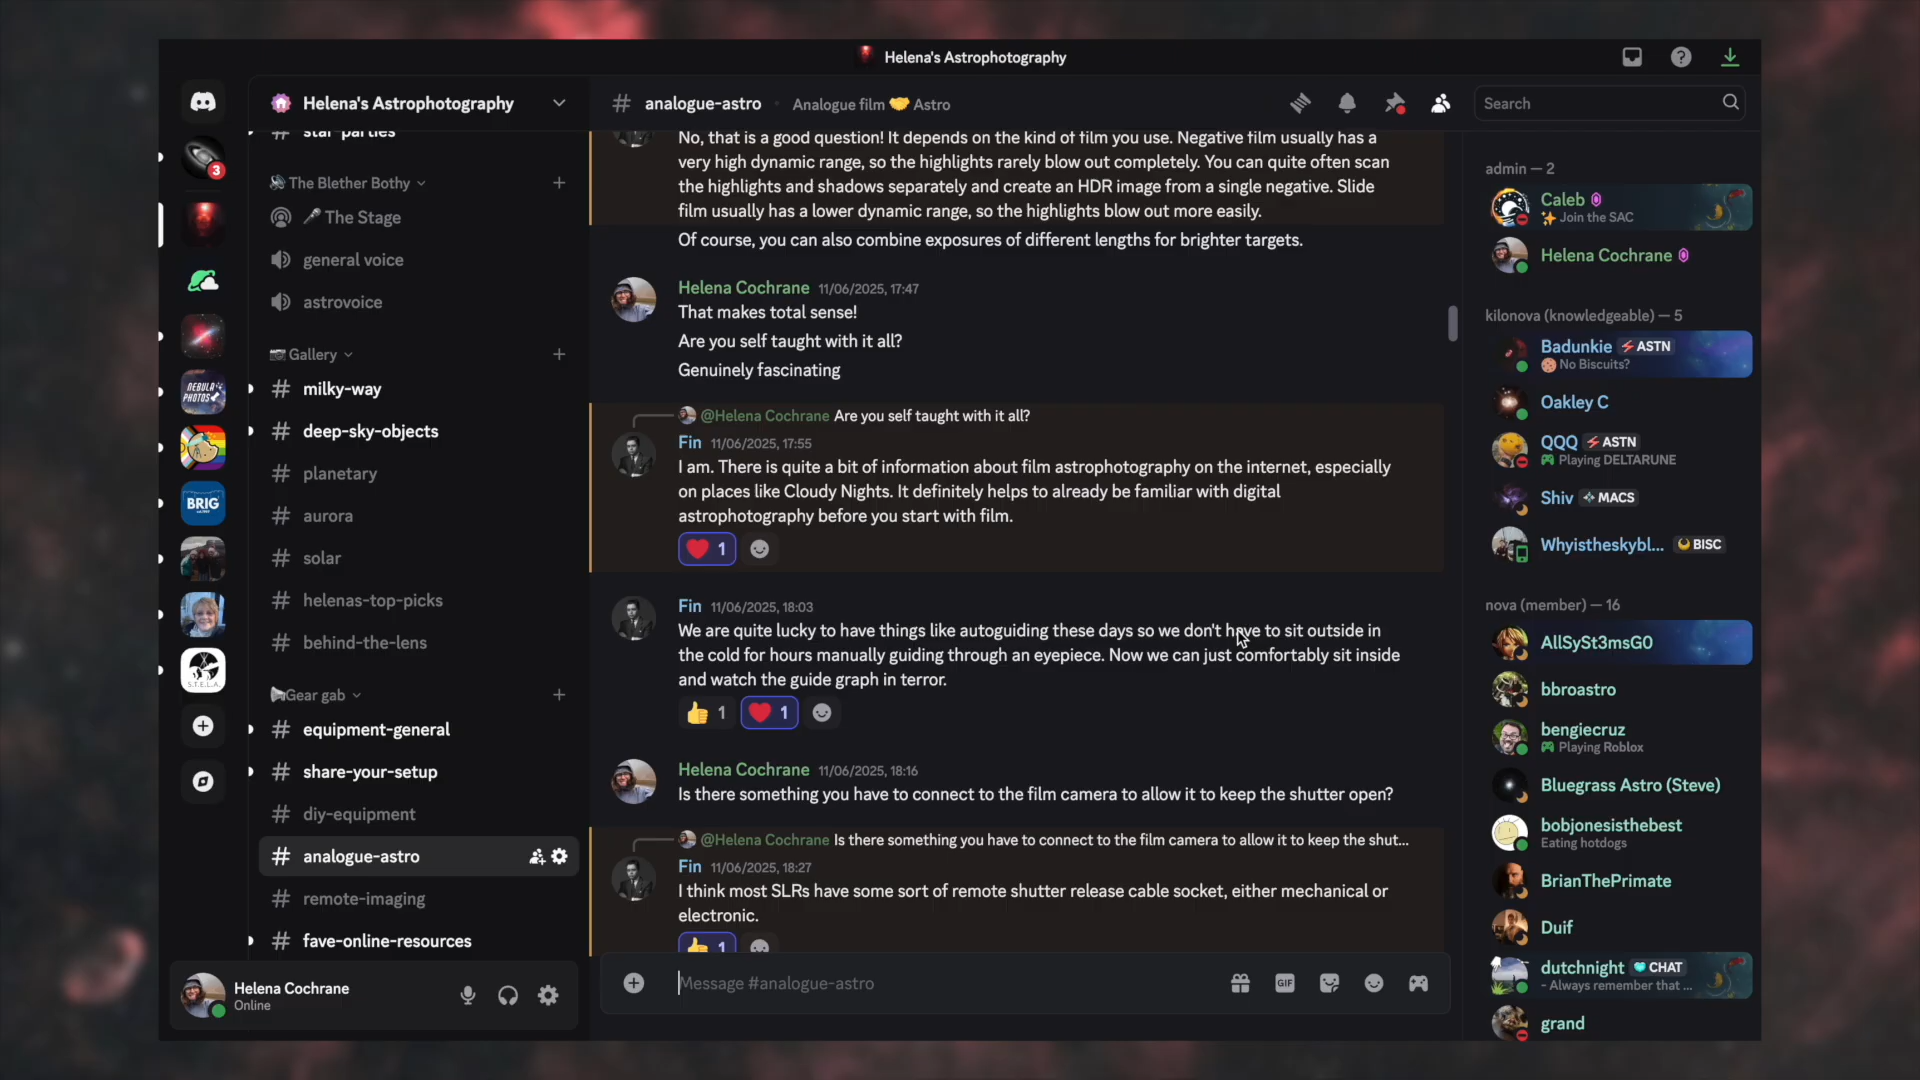 Helena's Astrophotography
3
NEBULA
PHOTOS
BRIG
S.T.E.L.A.
Helena's Astrophotography
star-parties
The Blether Bothy
The Stage
general voice
astrovoice
Gallery
milky-way
deep-sky-objects
planetary
aurora
solar
helenas-top-picks
behind-the-lens
Gear gab
equipment-general
share-your-setup
diy-equipment
analogue-astro
remote-imaging
fave-online-resources
Helena Cochrane
Online
# analogue-astro Analogue film 🤝 Astro
Search
No, that is a good question! It depends on the kind of film you use. Negative film usually has a
very high dynamic range, so the highlights rarely blow out completely. You can quite often scan
the highlights and shadows separately and create an HDR image from a single negative. Slide
film usually has a lower dynamic range, so the highlights blow out more easily.
Of course, you can also combine exposures of different lengths for brighter targets.
Helena Cochrane 11/06/2025, 17:47
That makes total sense!
Are you self taught with it all?
Genuinely fascinating
@Helena Cochrane Are you self taught with it all?
Fin 11/06/2025, 17:55
I am. There is quite a bit of information about film astrophotography on the internet, especially
on places like Cloudy Nights. It definitely helps to already be familiar with digital
astrophotography before you start with film.
❤️ 1
Fin 11/06/2025, 18:03
We are quite lucky to have things like autoguiding these days so we don't have to sit outside in
the cold for hours manually guiding through an eyepiece. Now we can just comfortably sit inside
and watch the guide graph in terror.
👍 1 ❤️ 1
Helena Cochrane 11/06/2025, 18:16
Is there something you have to connect to the film camera to allow it to keep the shutter open?
@Helena Cochrane Is there something you have to connect to the film camera to allow it to keep the shut...
Fin 11/06/2025, 18:27
I think most SLRs have some sort of remote shutter release cable socket, either mechanical or
electronic.
👍 1
Message #analogue-astro
GIF
admin — 2
Caleb
✨ Join the SAC
Helena Cochrane
kilonova (knowledgeable) — 5
Badunkie ASTN
🍪 No Biscuits?
Oakley C
QQQ ASTN
Playing DELTARUNE
Shiv MACS
Whyistheskybl... BISC
nova (member) — 16
AllSySt3msG0
bbroastro
bengiecruz
Playing Roblox
Bluegrass Astro (Steve)
bobjonesisthebest
Eating hotdogs
BrianThePrimate
Duif
dutchnight CHAT
- Always remember that ...
grand